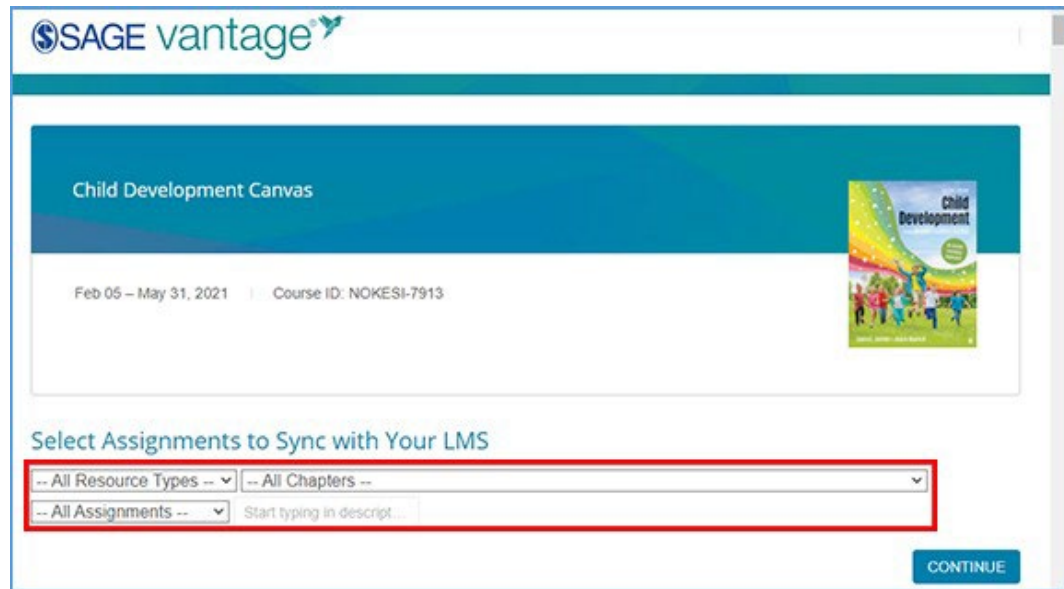 SAGE vantage
Child Development Canvas
Child
Development
Feb 05 – May 31, 2021 Course ID: NOKESI-7913
Select Assignments to Sync with Your LMS
-- All Resource Types -- -- All Chapters --
-- All Assignments -- Start typing in descript...
CONTINUE